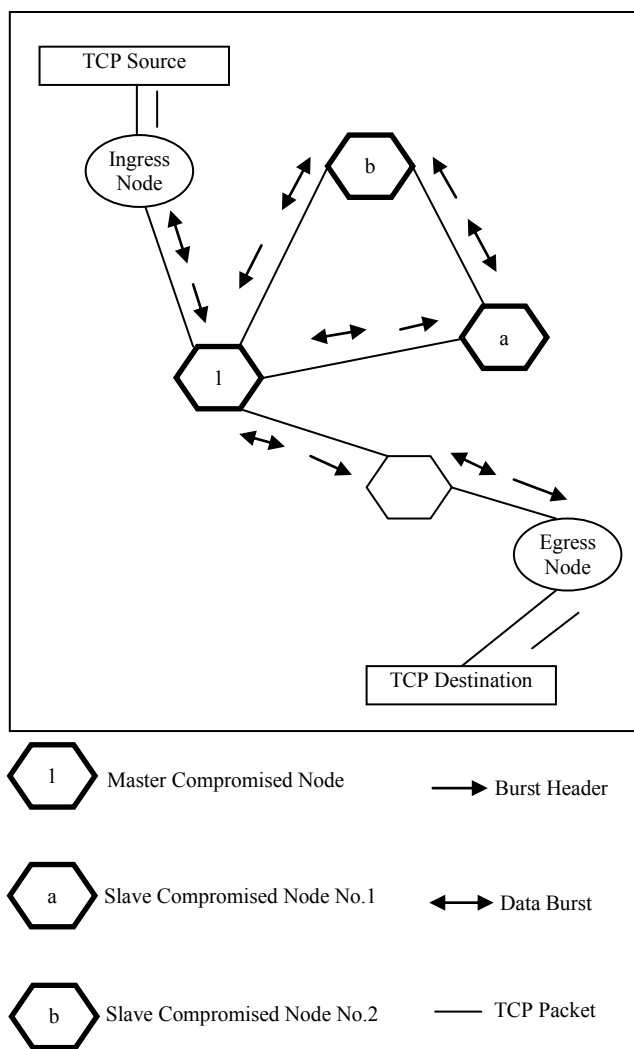 TCP Source
Ingress
Node
b
a
1
Egress
Node
TCP Destination
1 Master Compromised Node
Burst Header
a Slave Compromised Node No.1
Data Burst
b Slave Compromised Node No.2
TCP Packet